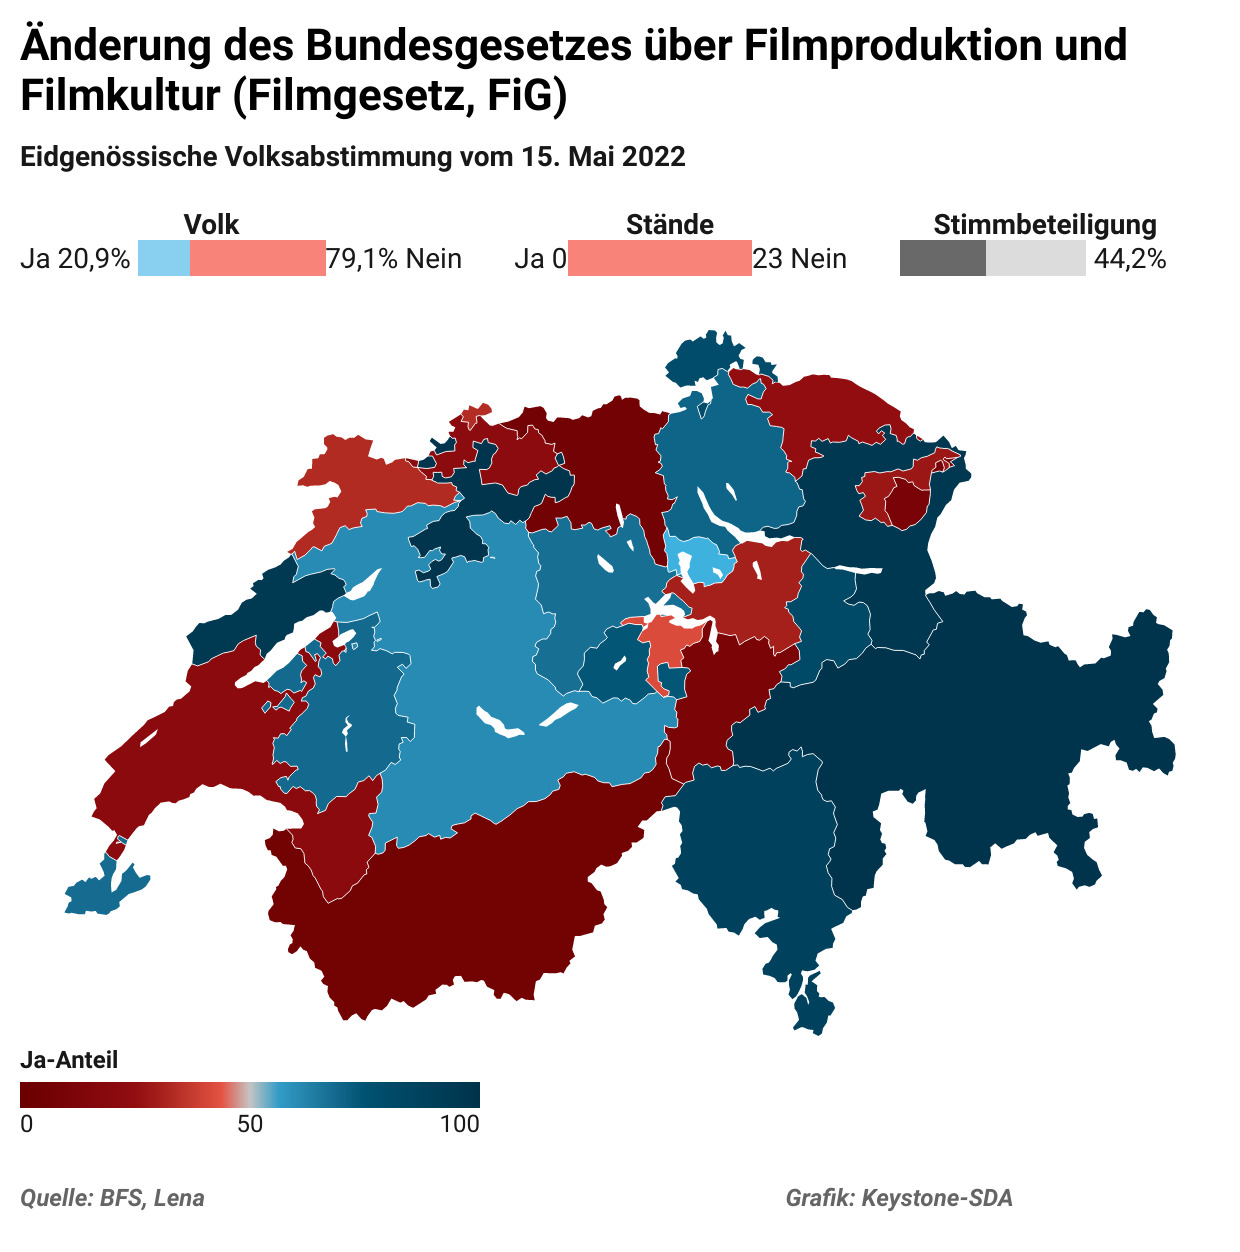 Änderung des Bundesgesetzes über Filmproduktion und
Filmkultur (Filmgesetz, FiG)
Eidgenössische Volksabstimmung vom 15. Mai 2022
Volk
Ja 20,9% 79,1% Nein
Stände
Ja 0 23 Nein
Stimmbeteiligung
44,2%
Ja-Anteil
0 50 100
Quelle: BFS, Lena
Grafik: Keystone-SDA